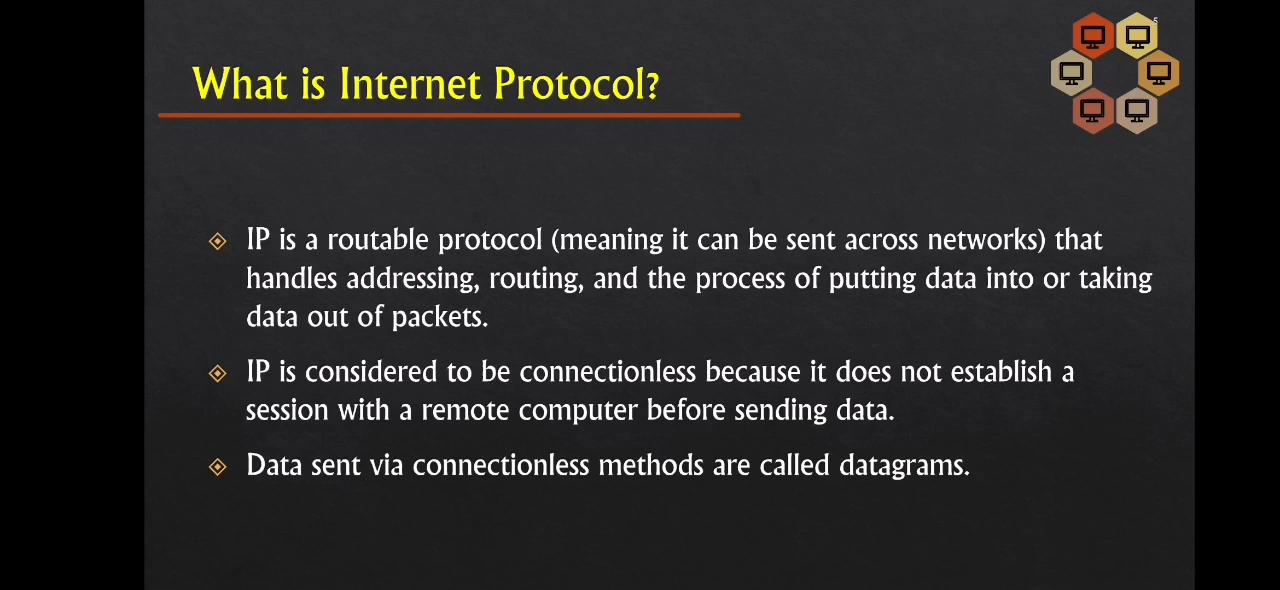 5
What is Internet Protocol?
IP is a routable protocol (meaning it can be sent across networks) that
handles addressing, routing, and the process of putting data into or taking
data out of packets.
IP is considered to be connectionless because it does not establish a
session with a remote computer before sending data.
Data sent via connectionless methods are called datagrams.